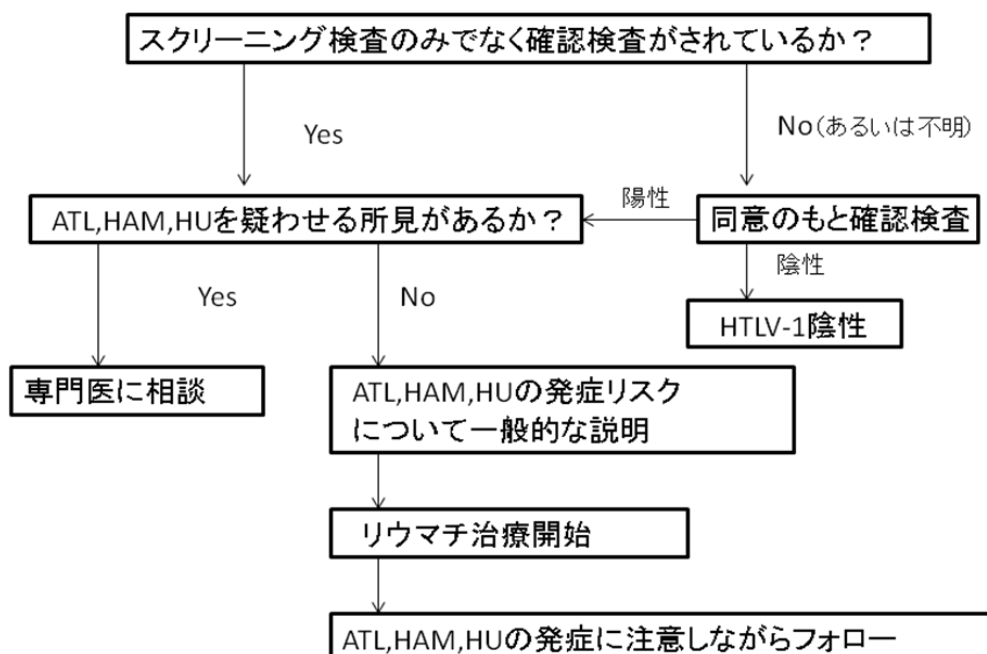 スクリーニング検査のみでなく確認検査がされているか？
Yes
No（あるいは不明）
ATL,HAM,HUを疑わせる所見があるか？
陽性
同意のもと確認検査
陰性
Yes
No
HTLV-1陰性
専門医に相談
ATL,HAM,HUの発症リスク
について一般的な説明
リウマチ治療開始
ATL,HAM,HUの発症に注意しながらフォロー